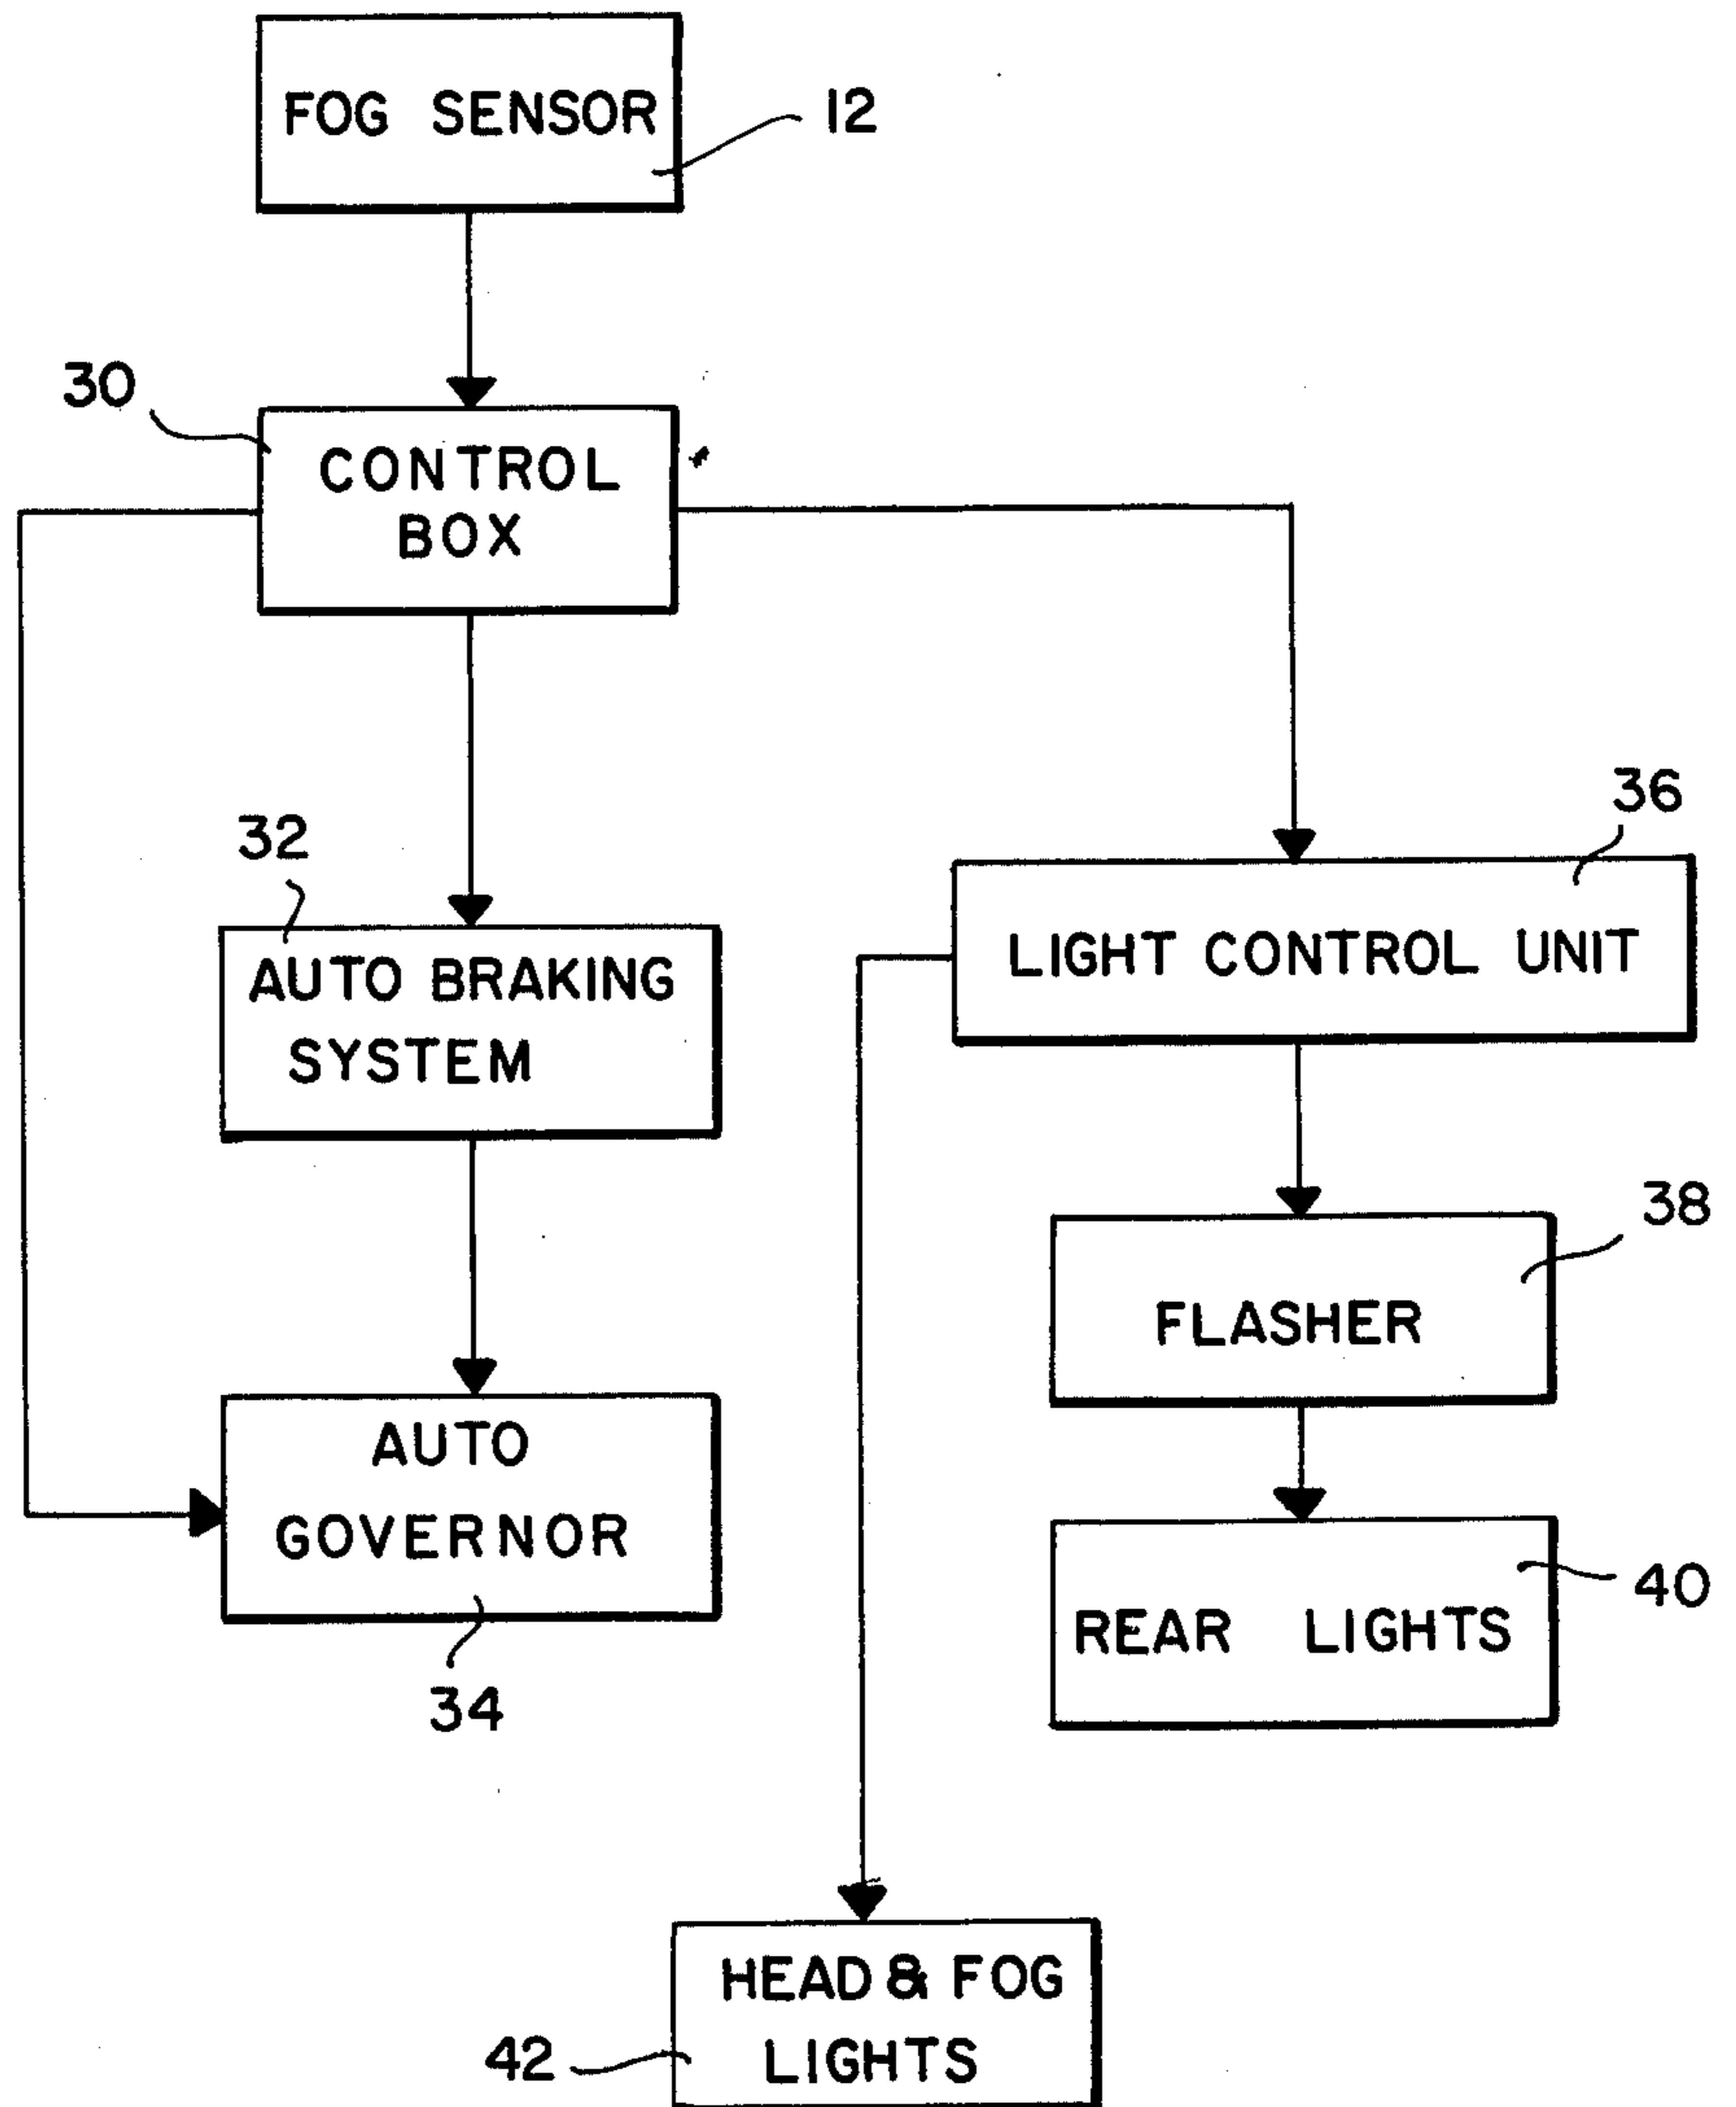 FOG SENSOR
12
30
CONTROL
BOX
36
32
LIGHT CONTROL UNIT
AUTO BRAKING
SYSTEM
38
FLASHER
AUTO
GOVERNOR
40
REAR LIGHTS
34
HEAD & FOG
LIGHTS
42